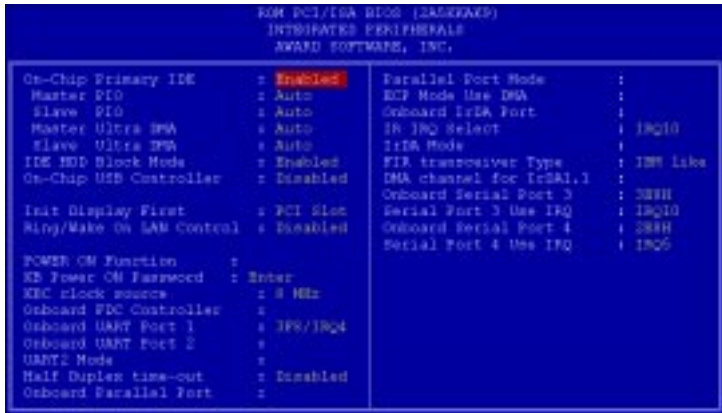 ROM PCI/ISA BIOS
INTEGRATED PERIPHERALS
AWARD SOFTWARE, INC.
On-Chip Primary IDE : Enabled
Master PIO : Auto
Slave PIO : Auto
Master Ultra DMA : Auto
Slave Ultra DMA : Auto
IDE HDD Block Mode : Enabled
On-Chip USB Controller : Disabled
Init Display First : PCI Slot
Ring/Wake On LAN Control : Disabled
POWER ON Function :
KB Power ON Password : Enter
KBC clock source : 8 MHz
Onboard FDC Controller :
Onboard UART Port 1 : 3F8/IRQ4
Onboard UART Port 2 :
UART2 Mode :
Half Duplex time-out : Disabled
Onboard Parallel Port :
Parallel Port Mode :
ECP Mode Use DMA :
Onboard IrDA Port :
IR IRQ Select : IRQ10
IrDA Mode :
FIR transceiver Type : IBM Like
DMA channel for IrDA1.1 :
Onboard Serial Port 3 : 3E8H
Serial Port 3 Use IRQ : IRQ10
Onboard Serial Port 4 : 2E8H
Serial Port 4 Use IRQ : IRQ5